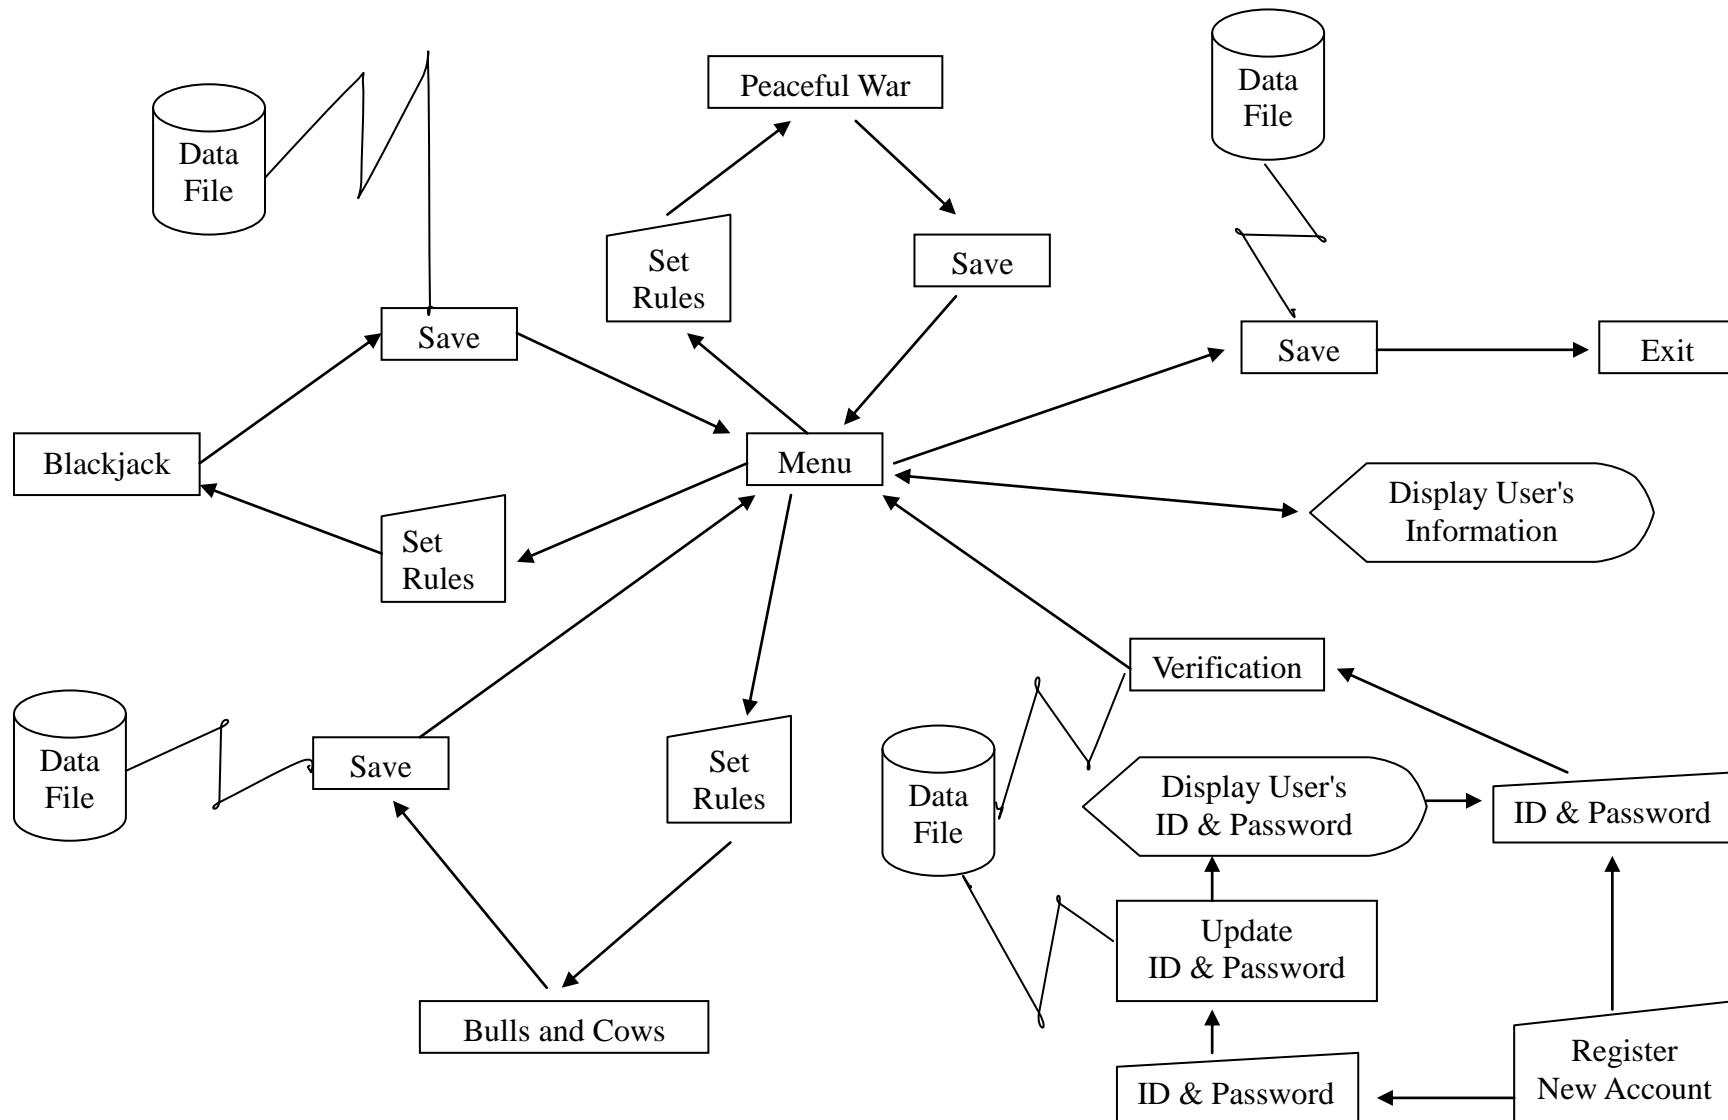 Peaceful War
Data
File
Data
File
Set
Rules
Save
Save
Save
Exit
Blackjack
Menu
Display User's
Information
Set
Rules
Verification
Data
File
Save
Set
Rules
Data
File
Display User's
ID & Password
ID & Password
Update
ID & Password
Bulls and Cows
Register
New Account
ID & Password